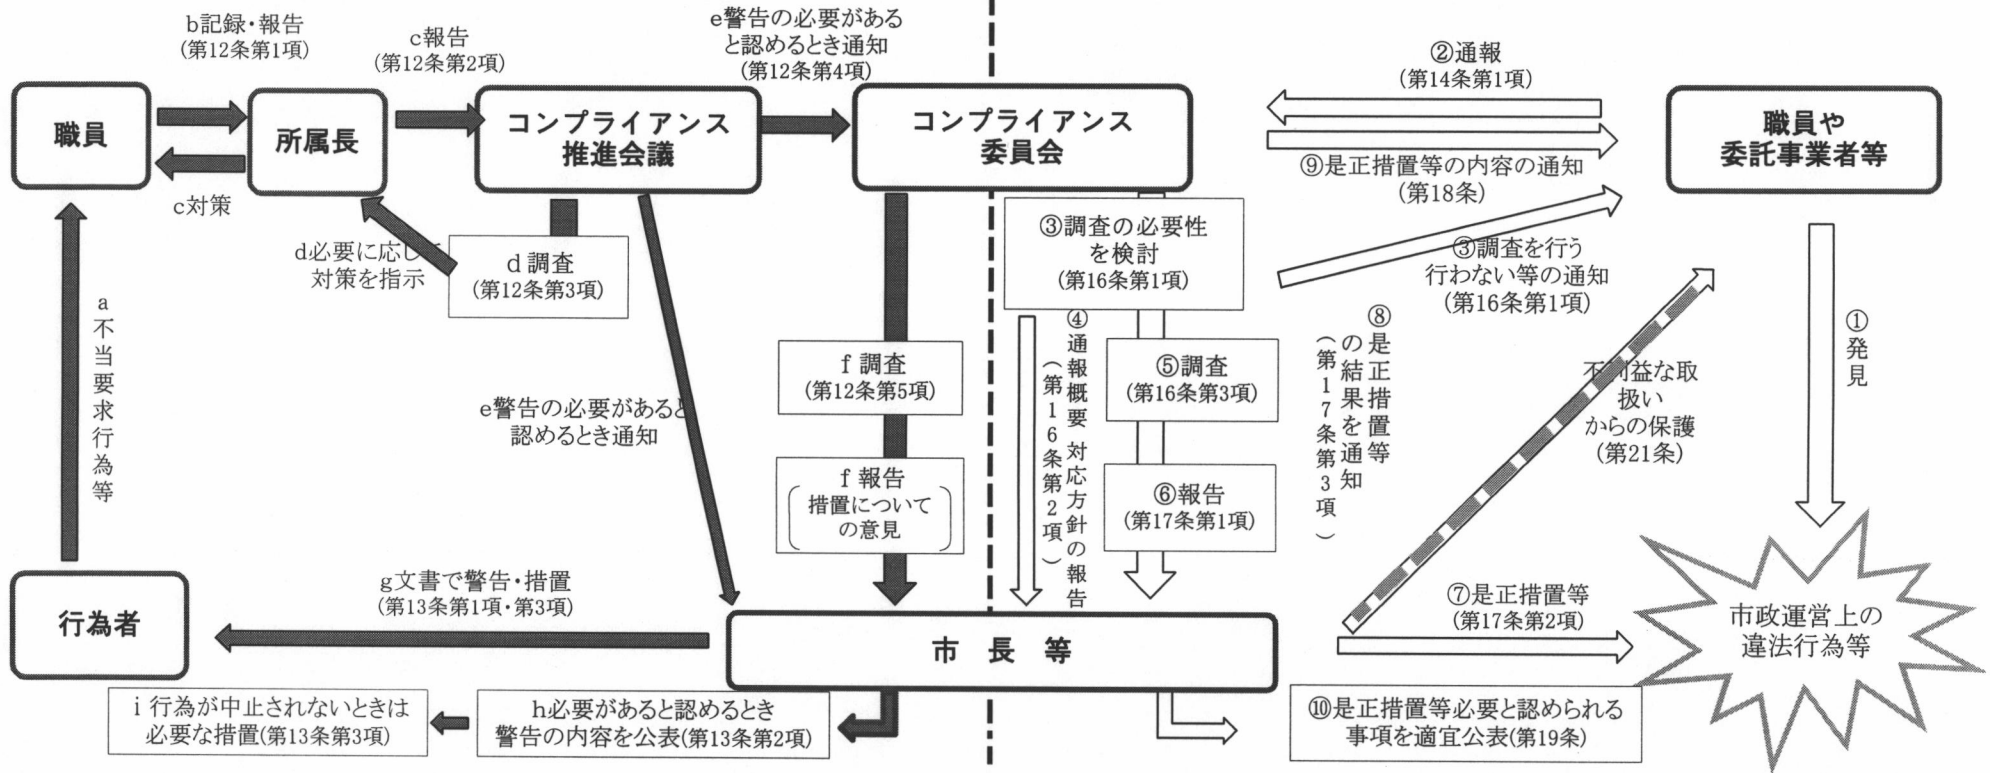 b記録・報告
(第12条第1項)
c報告
(第12条第2項)
e警告の必要がある
と認めるとき通知
(第12条第4項)
職員
所属長
コンプライアンス
推進会議
コンプライアンス
委員会
c対策
d必要に応じて
対策を指示
d 調査
(第12条第3項)
a不当要求行為等
e警告の必要があると
認めるとき通知
f 調査
(第12条第5項)
f 報告
措置について
の意見
行為者
g文書で警告・措置
(第13条第1項・第3項)
市 長 等
i 行為が中止されないときは
必要な措置(第13条第3項)
h必要があると認めるとき
警告の内容を公表(第13条第2項)
②通報
(第14条第1項)
職員や
委託事業者等
⑨是正措置等の内容の通知
(第18条)
③調査の必要性
を検討
(第16条第1項)
③調査を行う
行わない等の通知
(第16条第1項)
④通報概要 対応方針の報告
(第16条第2項)
⑤調査
(第16条第3項)
⑥報告
(第17条第1項)
⑧是正措置等
の結果を通知
(第17条第3項)
不利益な取
扱い
からの保護
(第21条)
①発見
⑦是正措置等
(第17条第2項)
市政運営上の
違法行為等
⑩是正措置等必要と認められる
事項を適宜公表(第19条)